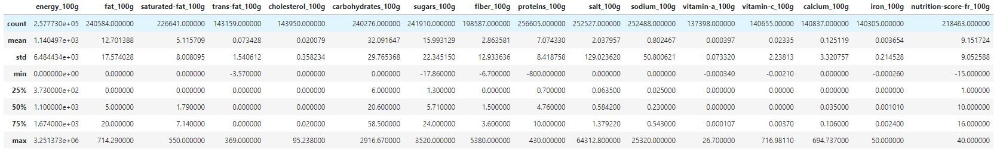 energy_100g fat_100g saturated-fat_100g trans-fat_100g cholesterol_100g carbohydrates_100g sugars_100g fiber_100g proteins_100g salt_100g sodium_100g vitamin-a_100g vitamin-c_100g calcium_100g iron_100g nutrition-score-fr_100g
count 2.577730e+05 240584.000000 226641.000000 143159.000000 143950.000000 240276.000000 241910.000000 198587.000000 256605.000000 252527.000000 252488.000000 137398.000000 140655.00000 140837.000000 140305.000000 218463.000000
mean 1.140497e+03 12.701388 5.115709 0.073428 0.020079 32.091647 15.993129 2.863581 7.074330 2.037957 0.802467 0.000397 0.02335 0.125119 0.003654 9.151724
std 6.484434e+03 17.574028 8.008095 1.540612 0.358234 29.765368 22.345150 12.933636 8.418758 129.023620 50.800621 0.073320 2.23813 3.320757 0.214528 9.052588
min 0.000000e+00 0.000000 0.000000 -3.570000 0.000000 0.000000 -17.860000 -6.700000 -800.000000 0.000000 0.000000 -0.000340 -0.00210 0.000000 -0.000260 -15.000000
25% 3.730000e+02 0.000000 0.000000 0.000000 0.000000 6.000000 1.300000 0.000000 0.700000 0.063500 0.025000 0.000000 0.00000 0.000000 0.000000 1.000000
50% 1.100000e+03 5.000000 1.790000 0.000000 0.000000 20.600000 5.710000 1.500000 4.760000 0.584200 0.230000 0.000000 0.00000 0.035000 0.001010 10.000000
75% 1.674000e+03 20.000000 7.140000 0.000000 0.020000 58.500000 24.000000 3.600000 10.000000 1.379220 0.543000 0.000107 0.00370 0.106000 0.002400 16.000000
max 3.251373e+06 714.290000 550.000000 369.000000 95.238000 2916.670000 3520.000000 5380.000000 430.000000 64312.800000 25320.000000 26.700000 716.98110 694.737000 50.000000 40.000000